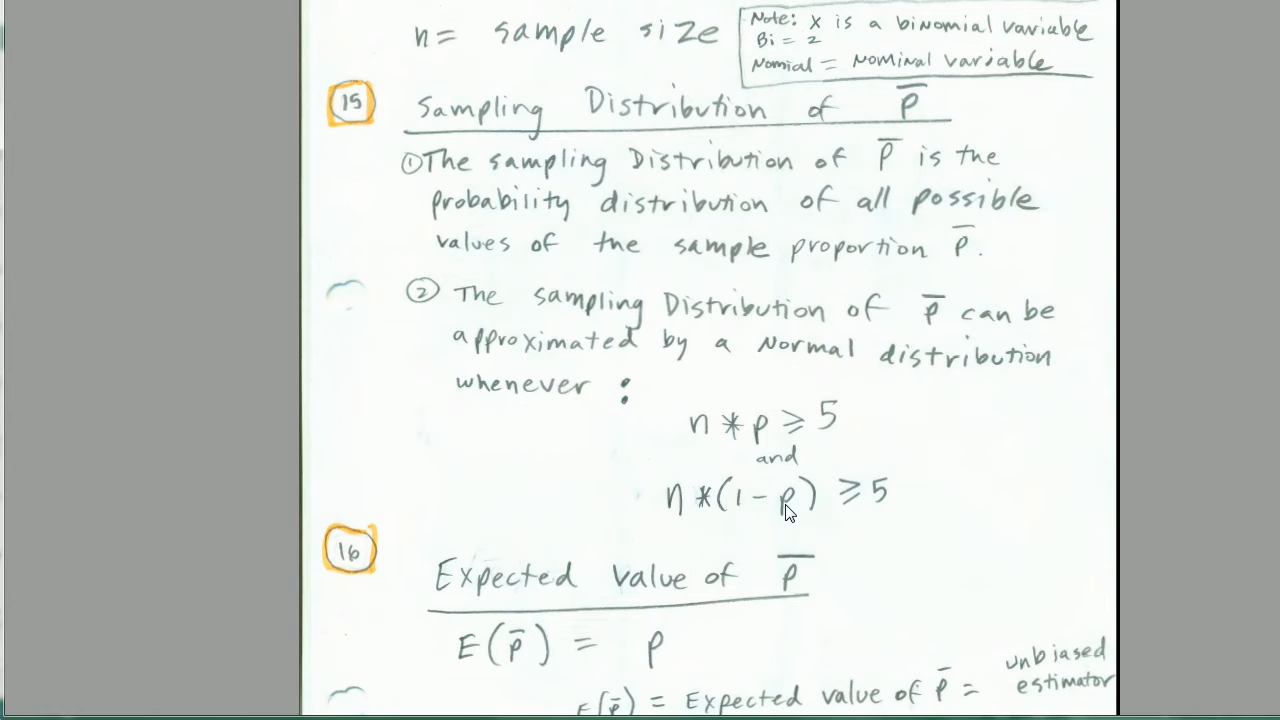 n = sample size
Note: X is a binomial variable
Bi = 2
Nomial = Nominal variable
15
Sampling Distribution of p̅
① The sampling Distribution of p̅ is the
probability distribution of all possible
values of the sample proportion p̅.
② The sampling Distribution of p̅ can be
approximated by a Normal distribution
whenever :
n * p ≥ 5
and
n * (1 - p) ≥ 5
16
Expected value of p̅
E(p̅) = p
E(p̅) = Expected value of p̅ = unbiased
estimator